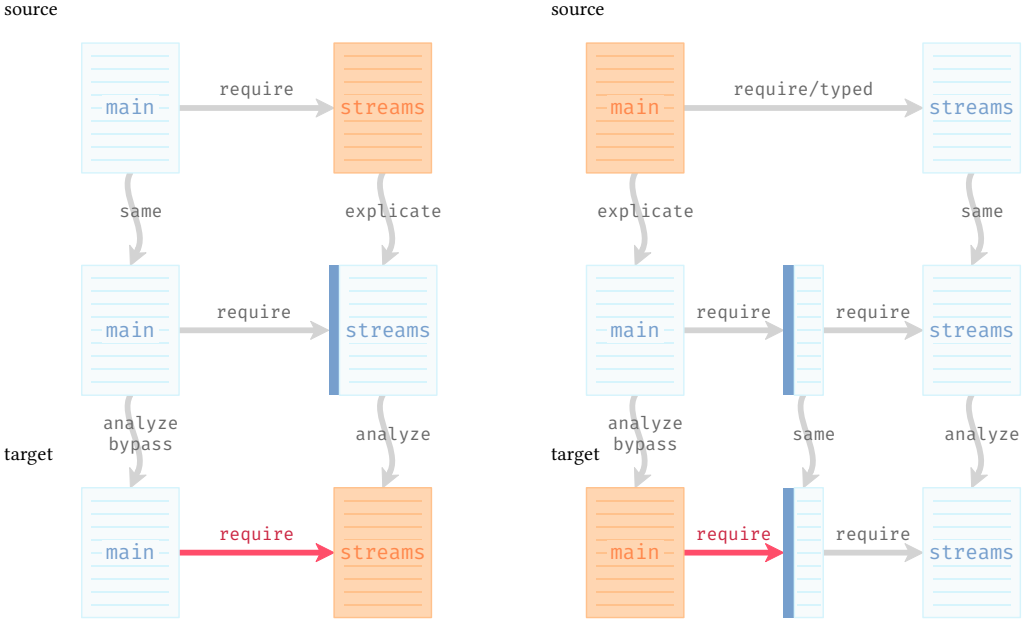 source
source
require
require/typed
main
streams
main
streams
same
explicate
explicate
same
require
require
require
main
streams
main
streams
analyze
bypass
analyze
analyze
bypass
same
analyze
target
target
require
require
require
main
streams
main
streams